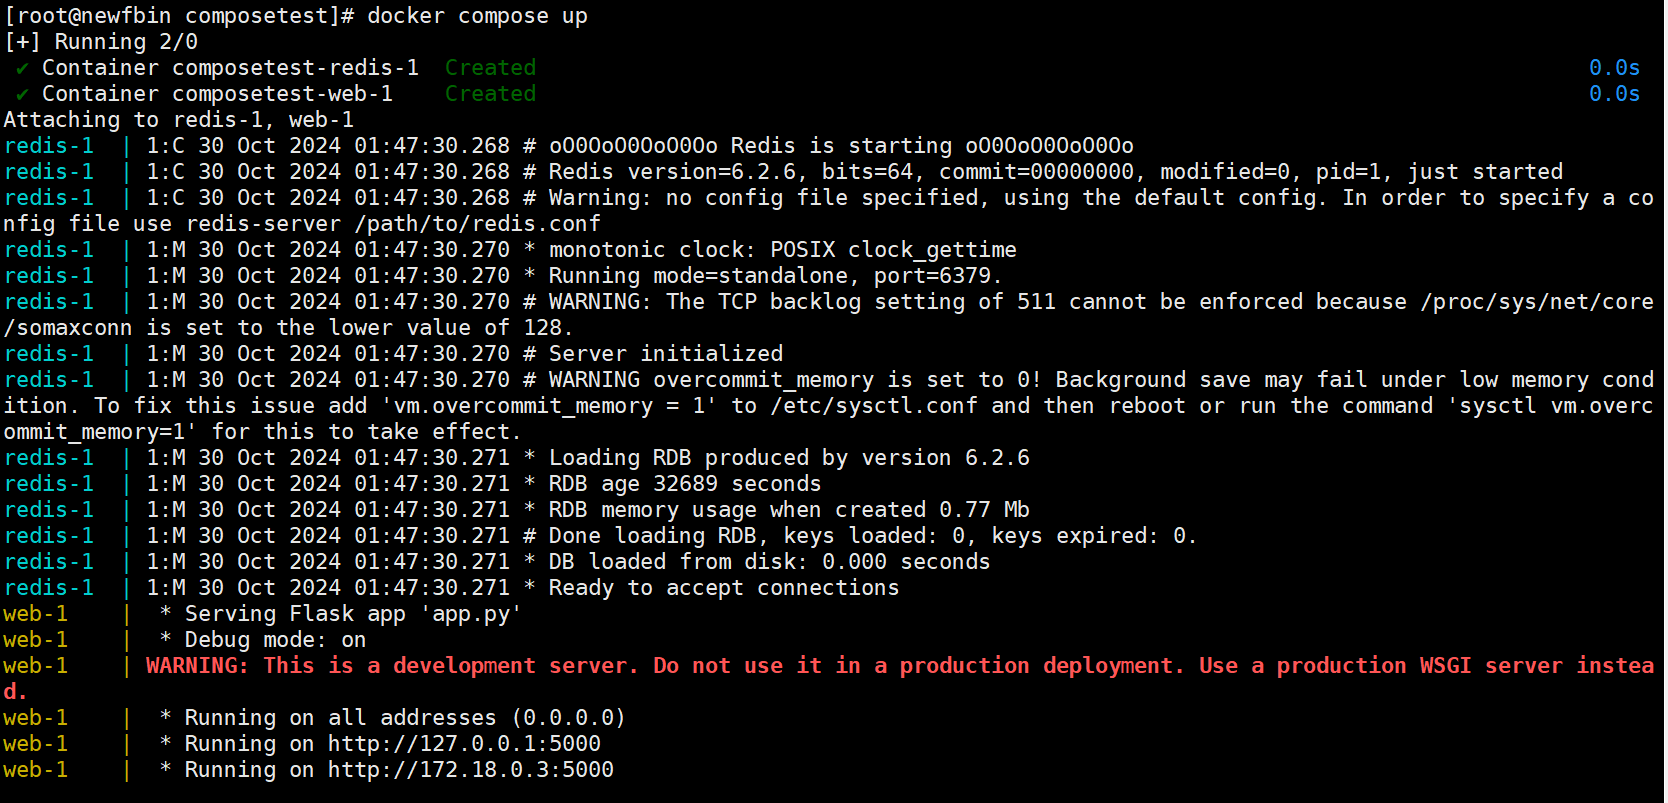 [root@newfbin composetest]# docker compose up
[+] Running 2/0
✔ Container composetest-redis-1  Created 0.0s
✔ Container composetest-web-1    Created 0.0s
Attaching to redis-1, web-1
redis-1  | 1:C 30 Oct 2024 01:47:30.268 # oO0OoO0OoO0Oo Redis is starting oO0OoO0OoO0Oo
redis-1  | 1:C 30 Oct 2024 01:47:30.268 # Redis version=6.2.6, bits=64, commit=00000000, modified=0, pid=1, just started
redis-1  | 1:C 30 Oct 2024 01:47:30.268 # Warning: no config file specified, using the default config. In order to specify a co
nfig file use redis-server /path/to/redis.conf
redis-1  | 1:M 30 Oct 2024 01:47:30.270 * monotonic clock: POSIX clock_gettime
redis-1  | 1:M 30 Oct 2024 01:47:30.270 * Running mode=standalone, port=6379.
redis-1  | 1:M 30 Oct 2024 01:47:30.270 # WARNING: The TCP backlog setting of 511 cannot be enforced because /proc/sys/net/core
/somaxconn is set to the lower value of 128.
redis-1  | 1:M 30 Oct 2024 01:47:30.270 # Server initialized
redis-1  | 1:M 30 Oct 2024 01:47:30.270 # WARNING overcommit_memory is set to 0! Background save may fail under low memory cond
ition. To fix this issue add 'vm.overcommit_memory = 1' to /etc/sysctl.conf and then reboot or run the command 'sysctl vm.overc
ommit_memory=1' for this to take effect.
redis-1  | 1:M 30 Oct 2024 01:47:30.271 * Loading RDB produced by version 6.2.6
redis-1  | 1:M 30 Oct 2024 01:47:30.271 * RDB age 32689 seconds
redis-1  | 1:M 30 Oct 2024 01:47:30.271 * RDB memory usage when created 0.77 Mb
redis-1  | 1:M 30 Oct 2024 01:47:30.271 # Done loading RDB, keys loaded: 0, keys expired: 0.
redis-1  | 1:M 30 Oct 2024 01:47:30.271 * DB loaded from disk: 0.000 seconds
redis-1  | 1:M 30 Oct 2024 01:47:30.271 * Ready to accept connections
web-1    |  * Serving Flask app 'app.py'
web-1    |  * Debug mode: on
web-1    | WARNING: This is a development server. Do not use it in a production deployment. Use a production WSGI server instea
d.
web-1    |  * Running on all addresses (0.0.0.0)
web-1    |  * Running on http://127.0.0.1:5000
web-1    |  * Running on http://172.18.0.3:5000